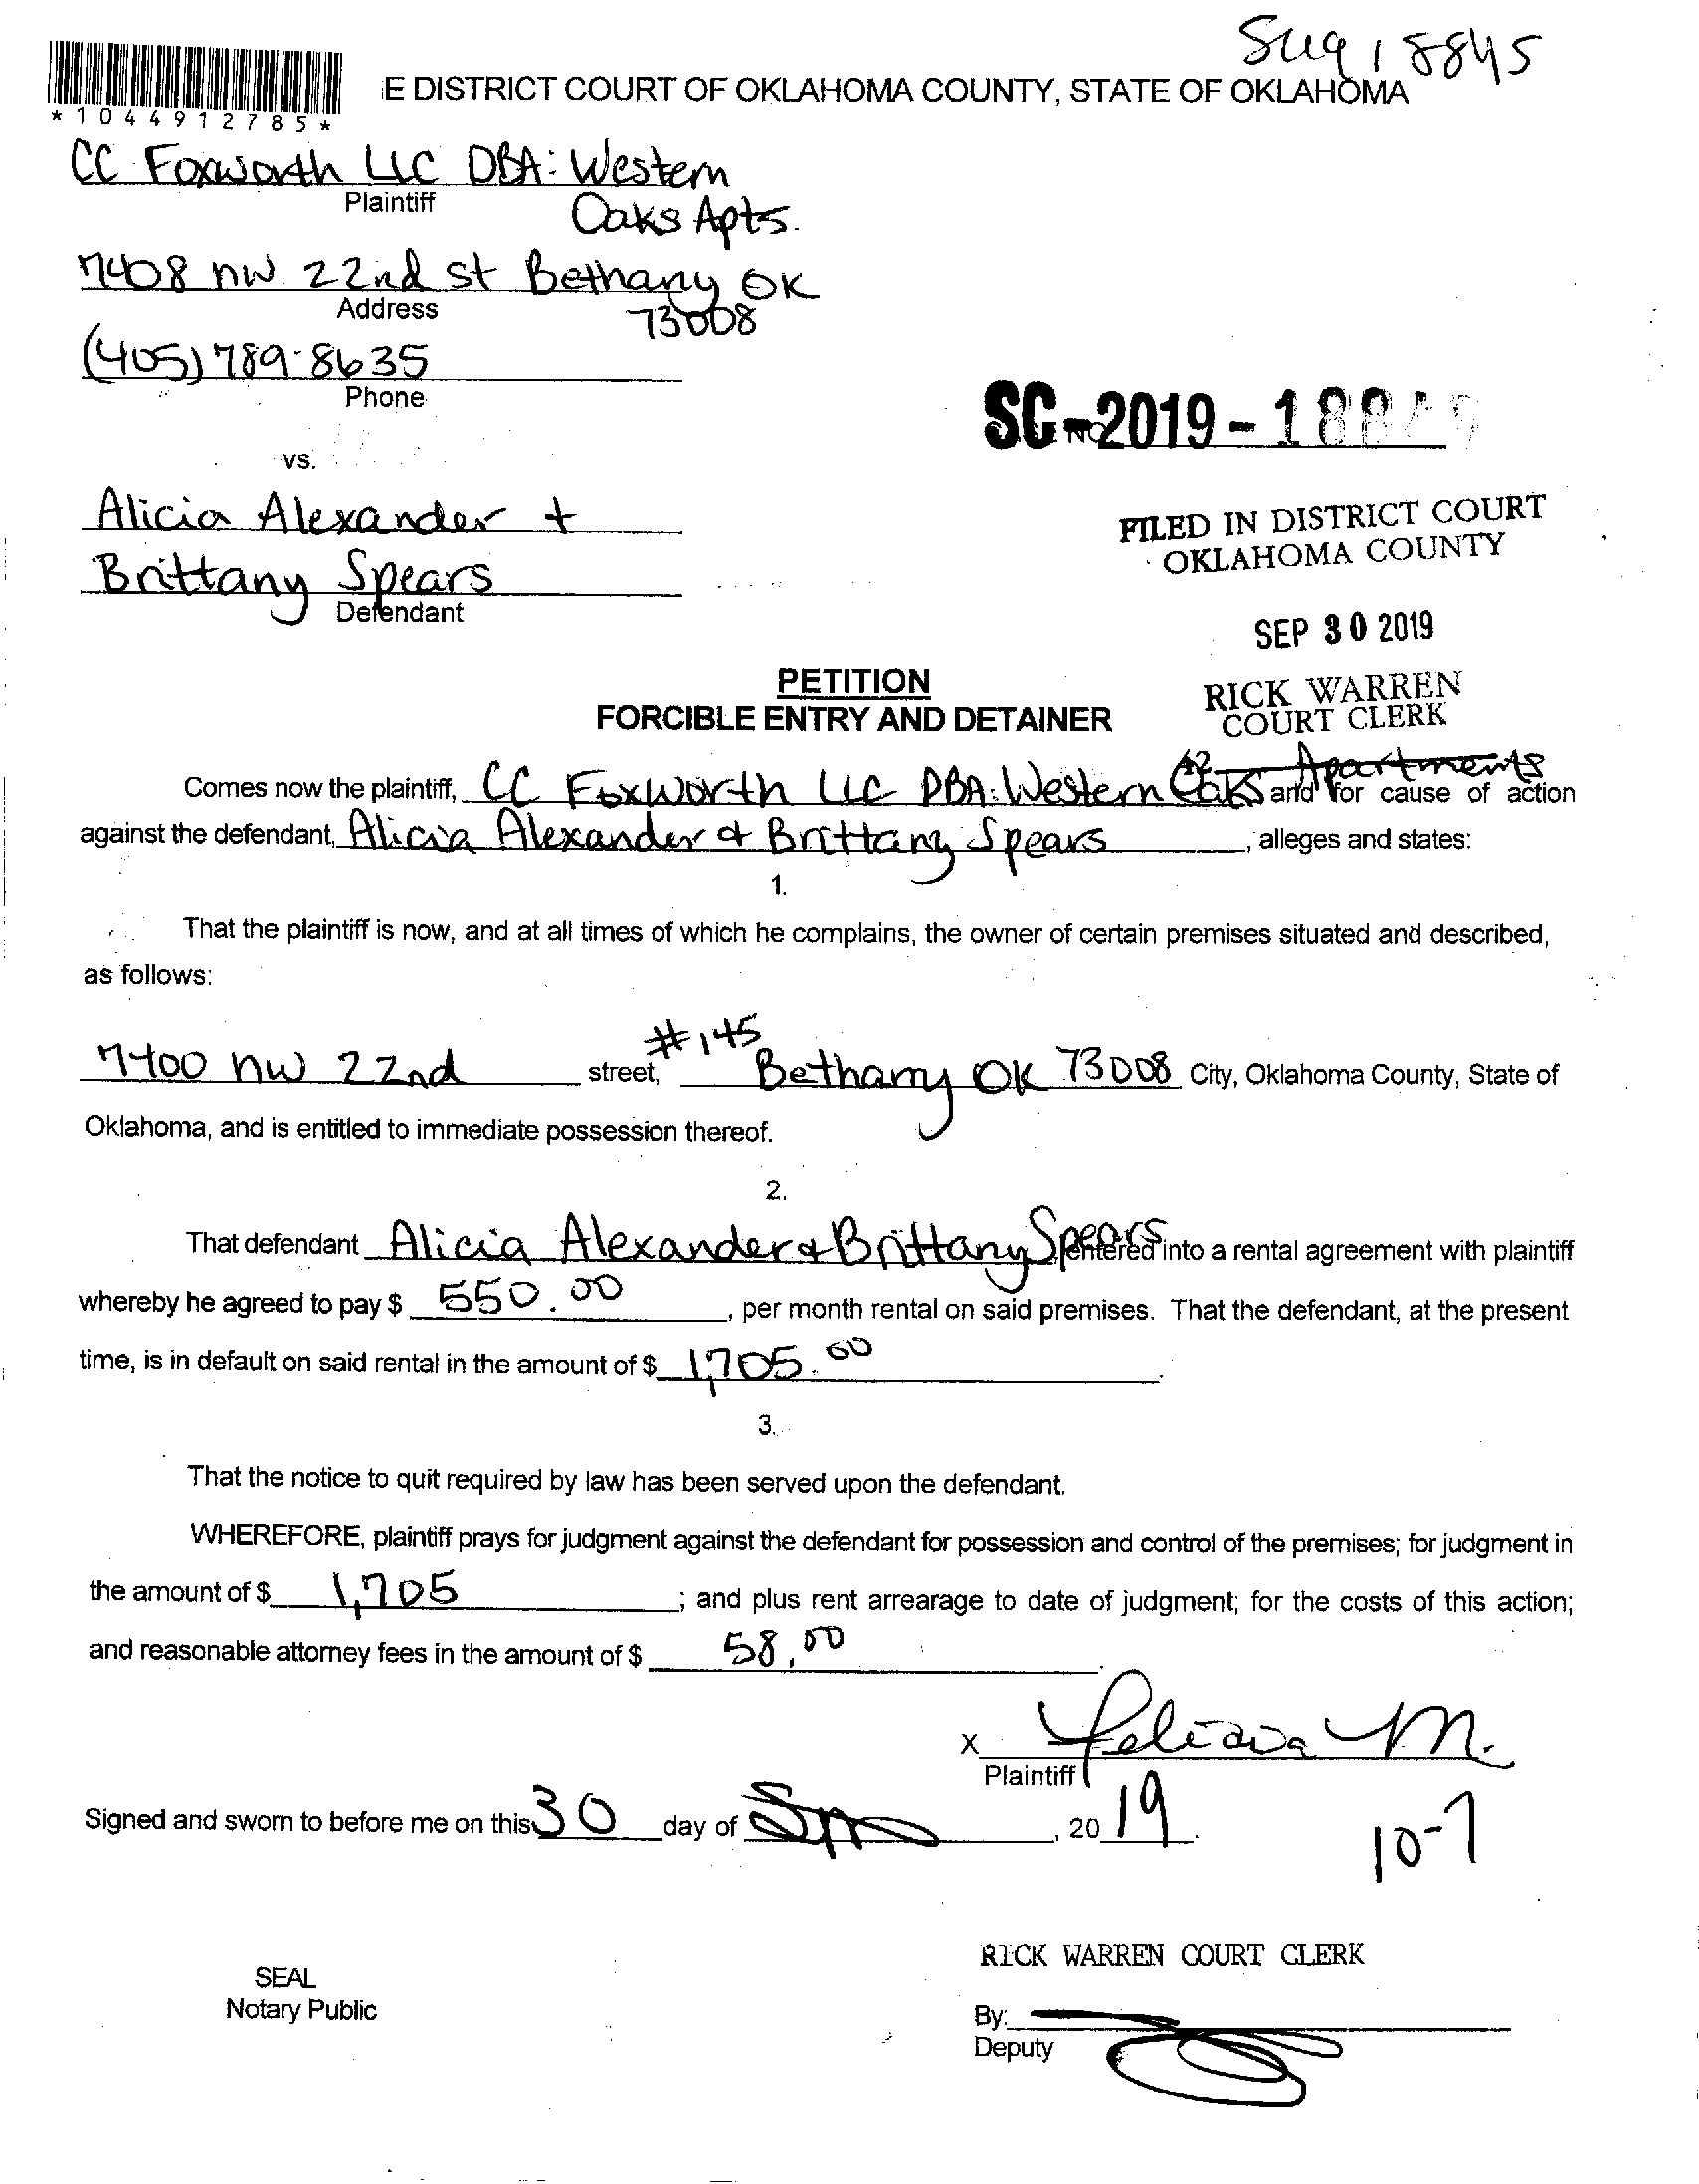 18845
E DISTRICT COURT OF OKLAHOMA COUNTY, STATE OF OKLAHOMA
*1044912785*
CC Foxworth LLC DBA: Western
Plaintiff
Oaks Apts.
7408 nw 22nd st Bethany OK
Address
73008
(405) 789-8635
Phone
SC-2019-188
NO
vs.
Alicia Alexander +
Brittany Spears
Defendant
FILED IN DISTRICT COURT
OKLAHOMA COUNTY
SEP 30 2019
RICK WARREN
COURT CLERK
PETITION
FORCIBLE ENTRY AND DETAINER
Comes now the plaintiff, CC Foxworth LLC DBA: Western Oaks Apartments and for cause of action
against the defendant, Alicia Alexander & Brittany Spears, alleges and states:
1.
That the plaintiff is now, and at all times of which he complains, the owner of certain premises situated and described,
as follows:
7400 nw 22nd street, #145 Bethany OK 73008 City, Oklahoma County, State of
Oklahoma, and is entitled to immediate possession thereof.
2.
That defendant Alicia Alexander & Brittany Spears, entered into a rental agreement with plaintiff
whereby he agreed to pay $ 550.00, per month rental on said premises. That the defendant, at the present
time, is in default on said rental in the amount of $ 1,705.00.
3.
That the notice to quit required by law has been served upon the defendant.
WHEREFORE, plaintiff prays for judgment against the defendant for possession and control of the premises; for judgment in
the amount of $ 1,705; and plus rent arrearage to date of judgment; for the costs of this action;
and reasonable attorney fees in the amount of $ 58.00.
X Felicia M.
Plaintiff
Signed and sworn to before me on this 30 day of, 20 19.
10-7
RICK WARREN COURT CLERK
SEAL
Notary Public
By:
Deputy